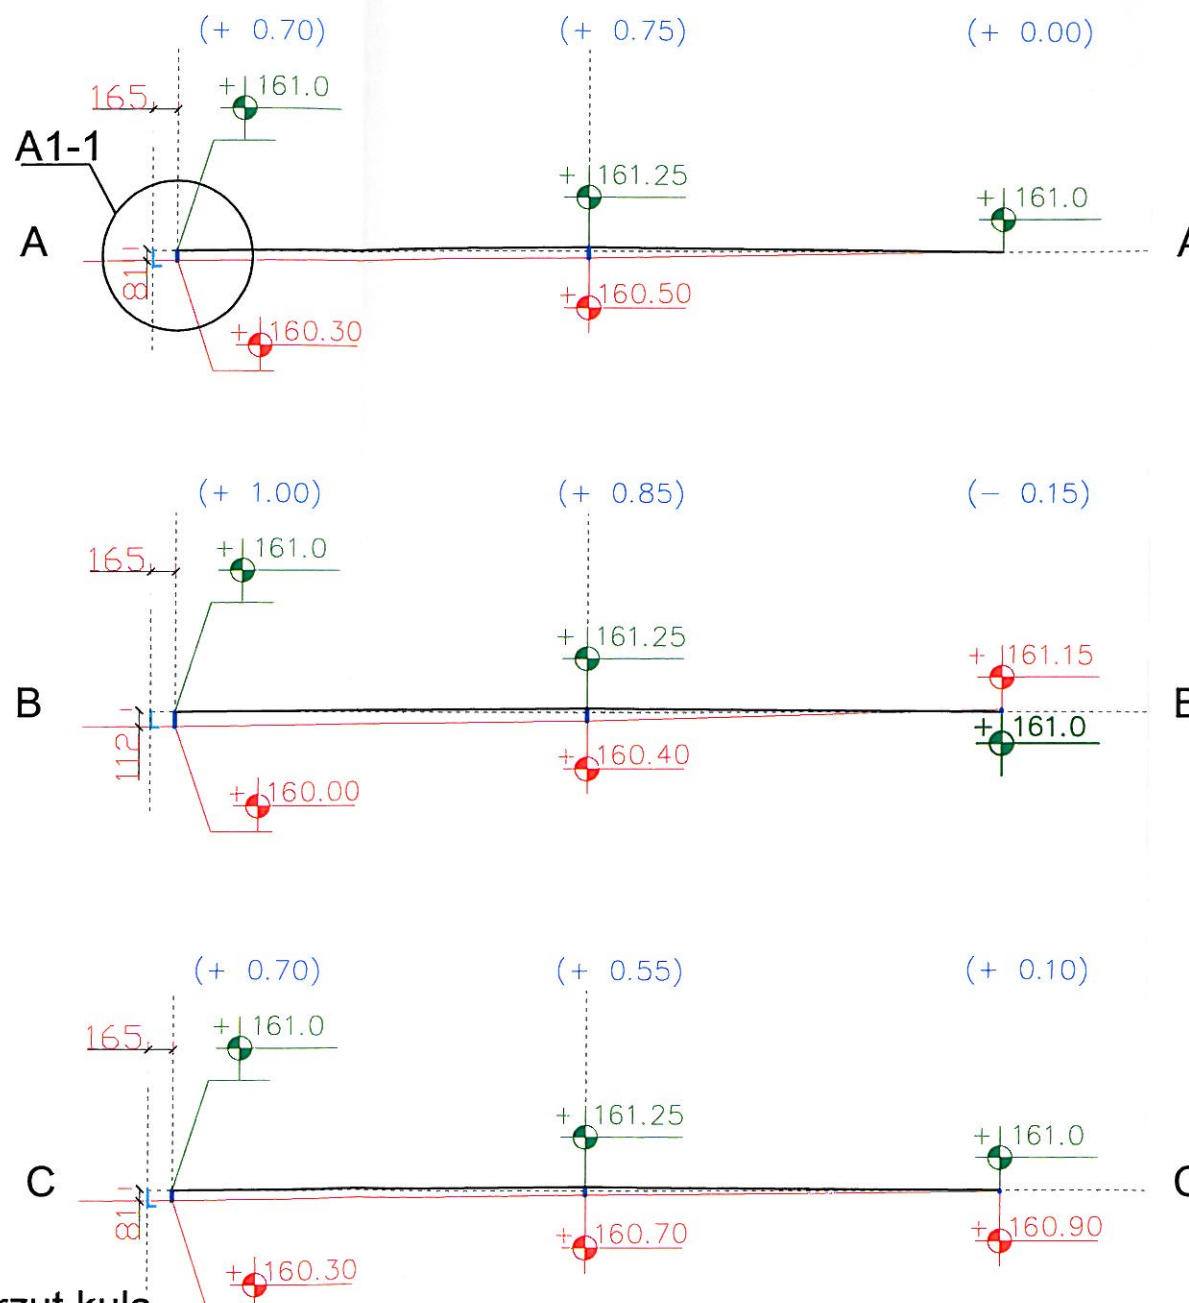 (+ 0.70) (+ 0.75) (+ 0.00)
165 + 161.0
A1-1
+ 161.25
+ 161.0
A A
81
+ 160.30
+ 160.50
(+ 1.00) (+ 0.85) (- 0.15)
165 + 161.0
+ 161.25
+ 161.15
B
112
+ 161.0
+ 160.40
+ 160.00
(+ 0.70) (+ 0.55) (+ 0.10)
165 + 161.0
+ 161.25
+ 161.0
C
81
+ 160.70
+ 160.90
+ 160.30